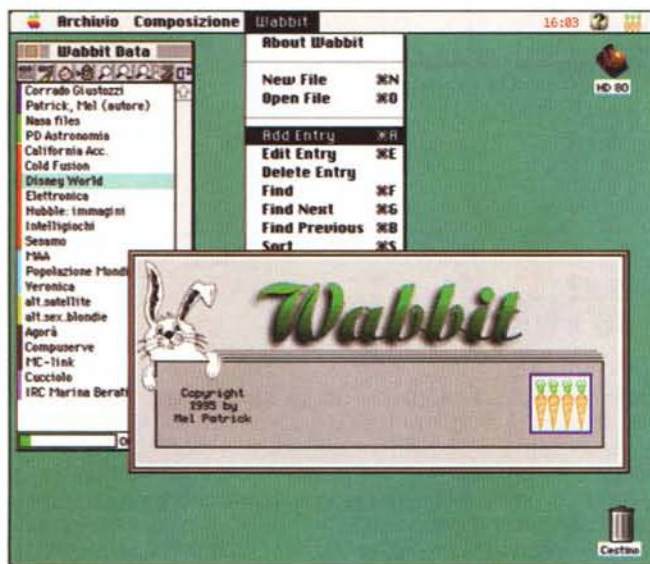 Archivio Composizione Wabbit 16:03
Wabbit Data
Corrado Giustozzi
Patrick, Mel (autore)
Nasa files
PD Astronomia
California Acc.
Cold Fusion
Disney World
Elettronica
Hubble: immagini
Intelligiochi
Sesamo
MAA
Popolazione Mondi
Veronica
alt.satellite
alt.sex.blondie
Agorà
Compuserve
MC-link
Cucciolo
IRC Marina Berati
About Wabbit
New File ⌘N
Open File ⌘O
Add Entry ⌘A
Edit Entry ⌘E
Delete Entry
Find ⌘F
Find Next ⌘G
Find Previous ⌘B
Sort ⌘S
HD 80
Wabbit
Copyright
1995 by
Mel Patrick
Cestino